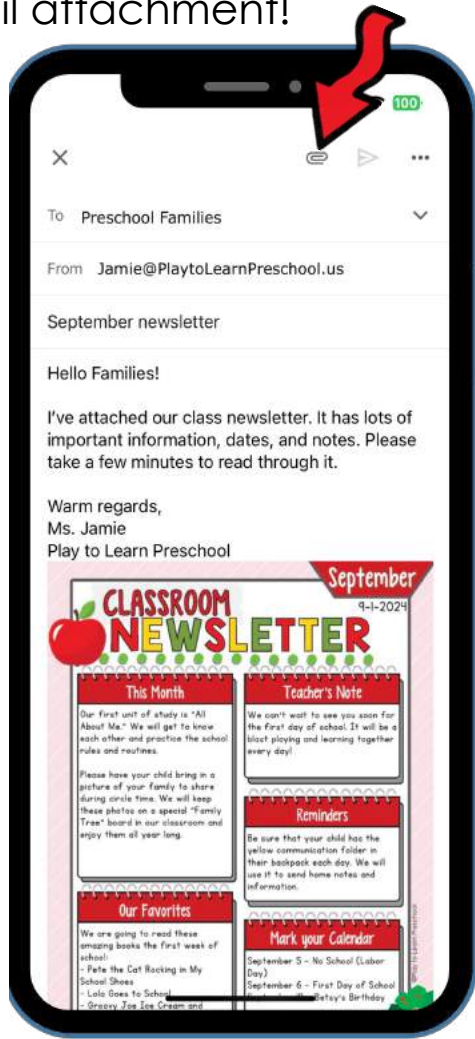 il attachment!
100
To Preschool Families
From Jamie@PlaytoLearnPreschool.us
September newsletter
Hello Families!
I've attached our class newsletter. It has lots of
important information, dates, and notes. Please
take a few minutes to read through it.
Warm regards,
Ms. Jamie
Play to Learn Preschool
September
9-1-2024
CLASSROOM
NEWSLETTER
This Month
Our first unit of study is "All
About Me." We will get to know
each other and practice the school
rules and routines.
Please have your child bring in a
picture of your family to share
during circle time. We will keep
these photos on a special "Family
Tree" board in our classroom and
enjoy them all year long.
Our Favorites
We are going to read these
amazing books the first week of
school:
- Pete the Cat Rocking in My
School Shoes
- Lola Goes to School
- Groovy Joe Ice Cream and
Teacher's Note
We can't wait to see you soon for
the first day of school. It will be a
blast playing and learning together
every day!
Reminders
Be sure that your child has the
yellow communication folder in
their backpack each day. We will
use it to send home notes and
information.
Mark your Calendar
September 5 - No School (Labor
Day)
September 6 - First Day of School
Betsy's Birthday
©Play to Learn Preschool